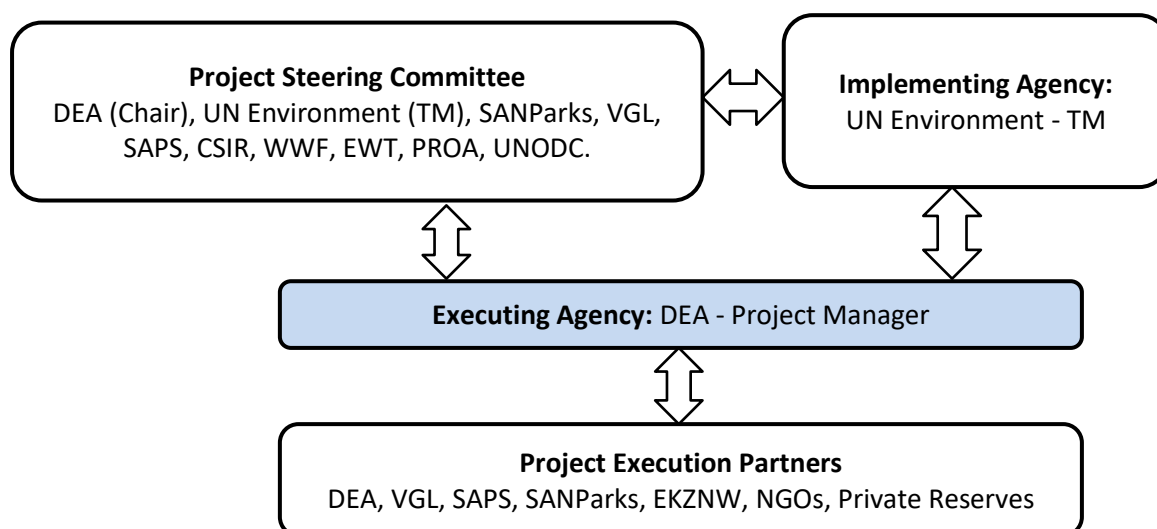 Project Steering Committee
DEA (Chair), UN Environment (TM), SANParks, VGL,
SAPS, CSIR, WWF, EWT, PROA, UNODC.
Implementing Agency:
UN Environment - TM
Executing Agency: DEA - Project Manager
Project Execution Partners
DEA, VGL, SAPS, SANParks, EKZNW, NGOs, Private Reserves